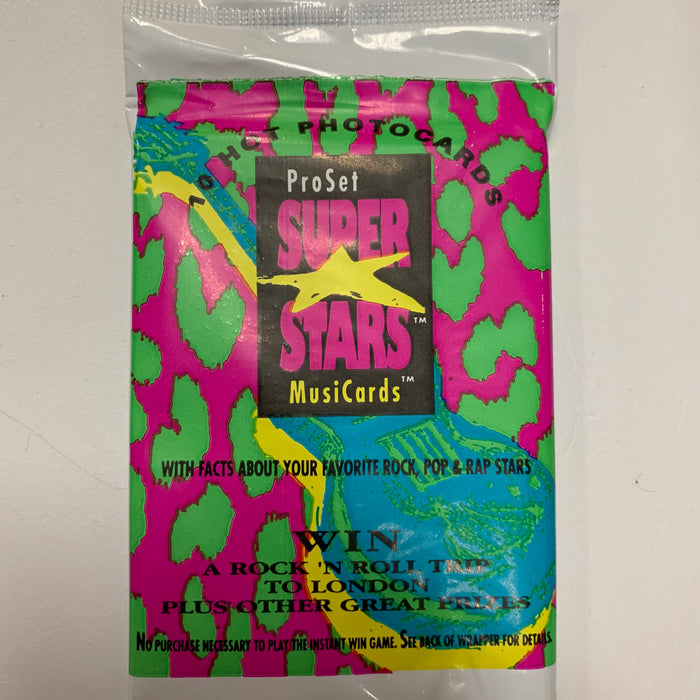 10 HOT PHOTOCARDS
ProSet
SUPER
STARS™
MusiCards™
WITH FACTS ABOUT YOUR FAVORITE ROCK, POP & RAP STARS
WIN
A ROCK 'N ROLL TRIP
TO LONDON
PLUS OTHER GREAT PRIZES
NO PURCHASE NECESSARY TO PLAY THE INSTANT WIN GAME. SEE BACK OF WRAPPER FOR DETAILS.